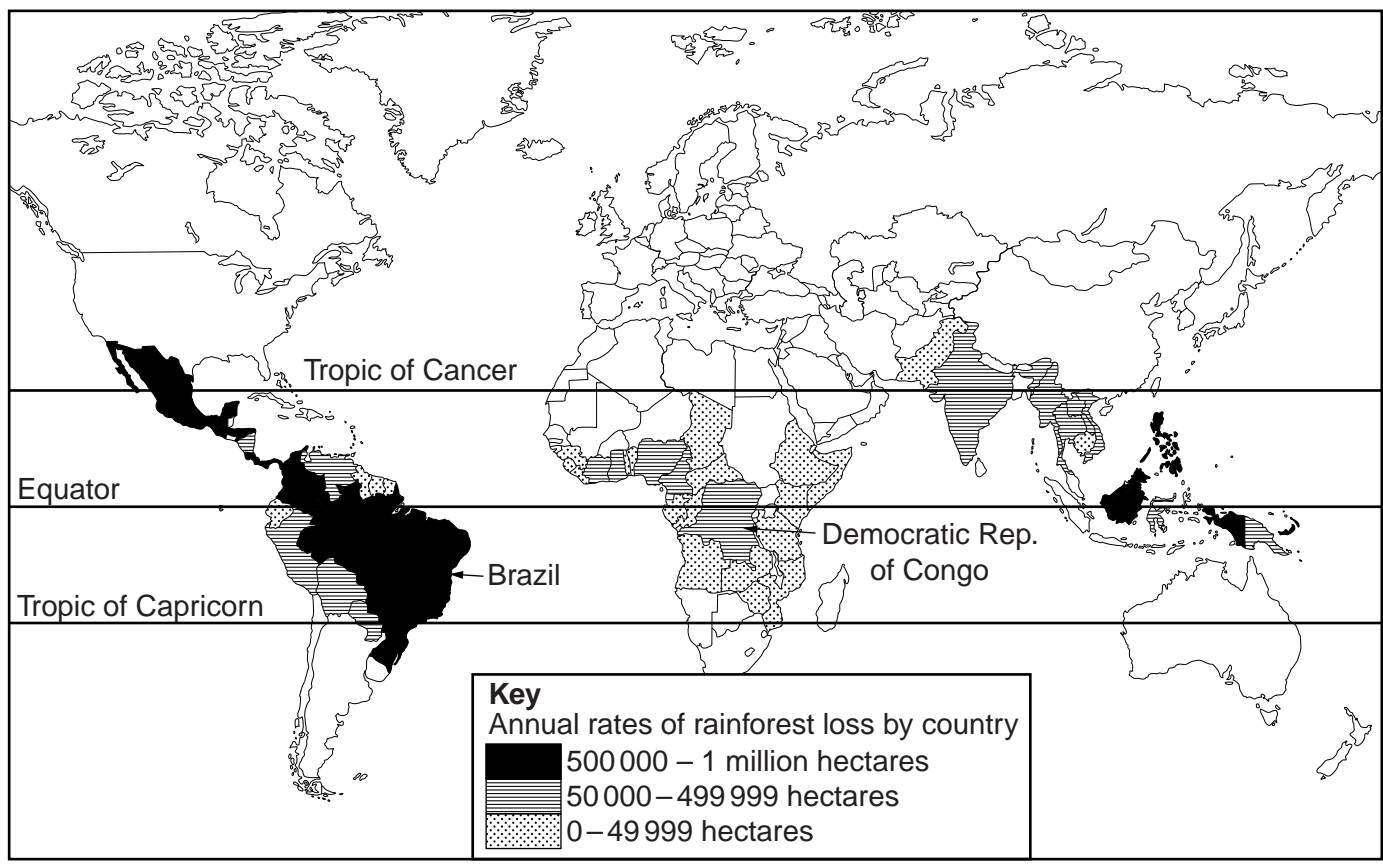 Tropic of Cancer
Equator
Democratic Rep.
of Congo
Brazil
Tropic of Capricorn
Key
Annual rates of rainforest loss by country
500 000 – 1 million hectares
50 000 – 499 999 hectares
0 – 49 999 hectares